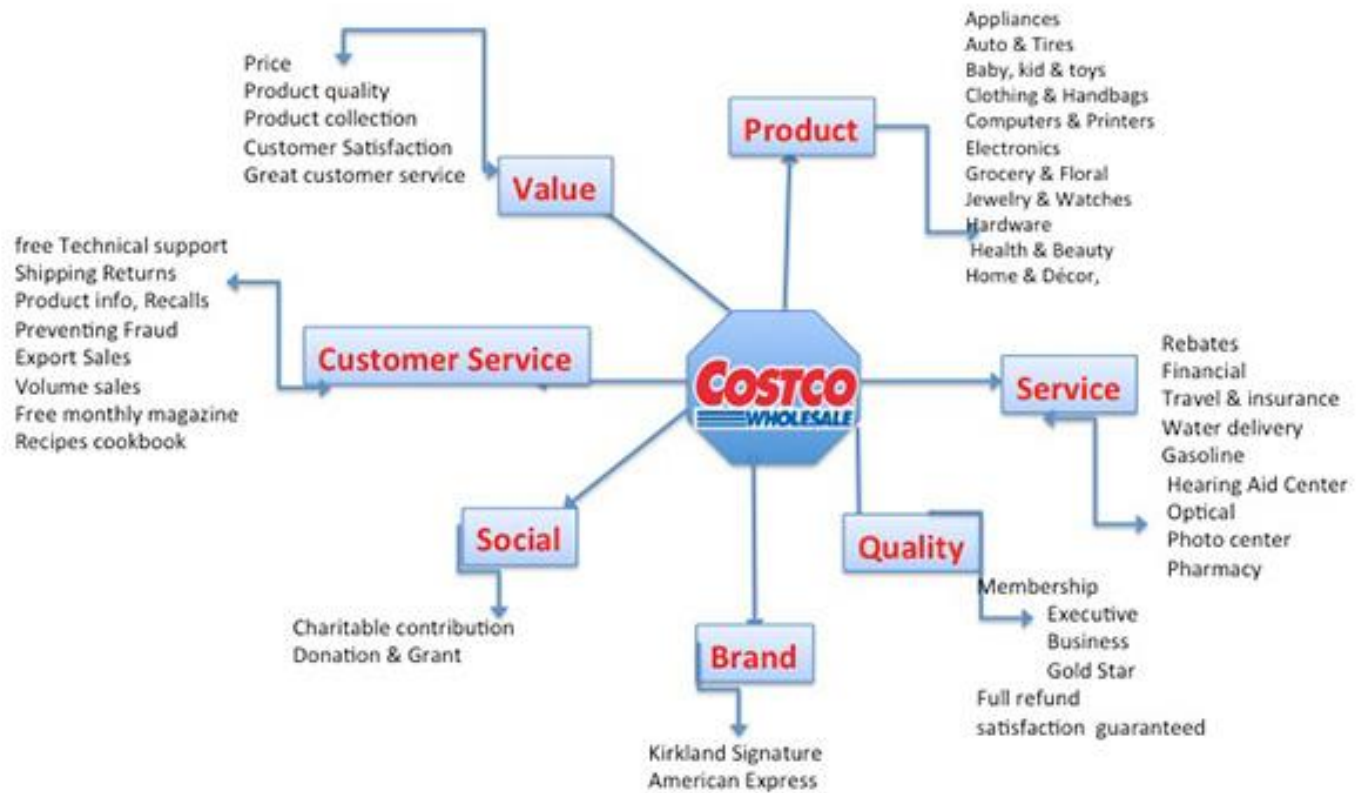 Price
Product quality
Product collection
Customer Satisfaction
Great customer service
Value
Product
Appliances
Auto & Tires
Baby, kid & toys
Clothing & Handbags
Computers & Printers
Electronics
Grocery & Floral
Jewelry & Watches
Hardware
Health & Beauty
Home & Décor,
free Technical support
Shipping Returns
Product info, Recalls
Preventing Fraud
Export Sales
Volume sales
Free monthly magazine
Recipes cookbook
Customer Service
COSTCO
WHOLESALE
Service
Rebates
Financial
Travel & insurance
Water delivery
Gasoline
Hearing Aid Center
Optical
Photo center
Pharmacy
Social
Charitable contribution
Donation & Grant
Brand
Kirkland Signature
American Express
Quality
Membership
Executive
Business
Gold Star
Full refund
satisfaction guaranteed